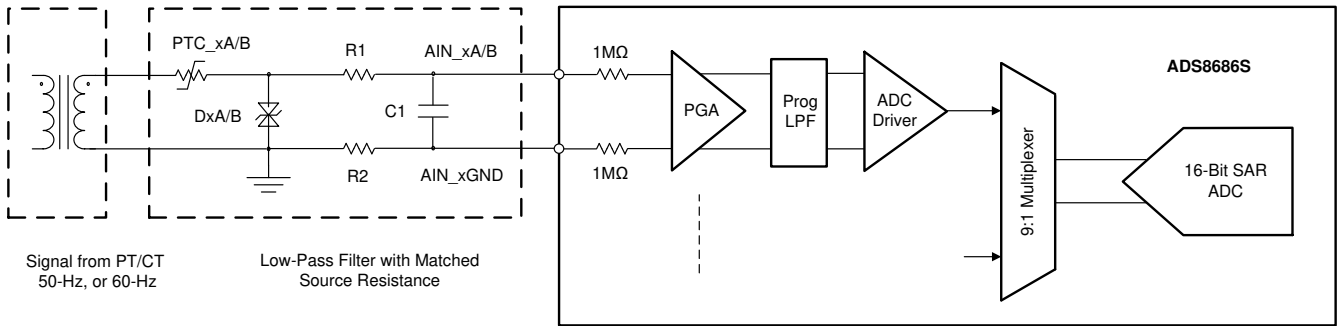 PTC_xA/B
R1
AIN_xA/B
1MΩ
ADS8686S
DxA/B
C1
PGA
Prog
LPF
ADC
Driver
9:1 Multiplexer
16-Bit SAR
ADC
R2
AIN_xGND
1MΩ
Signal from PT/CT
50-Hz, or 60-Hz
Low-Pass Filter with Matched
Source Resistance